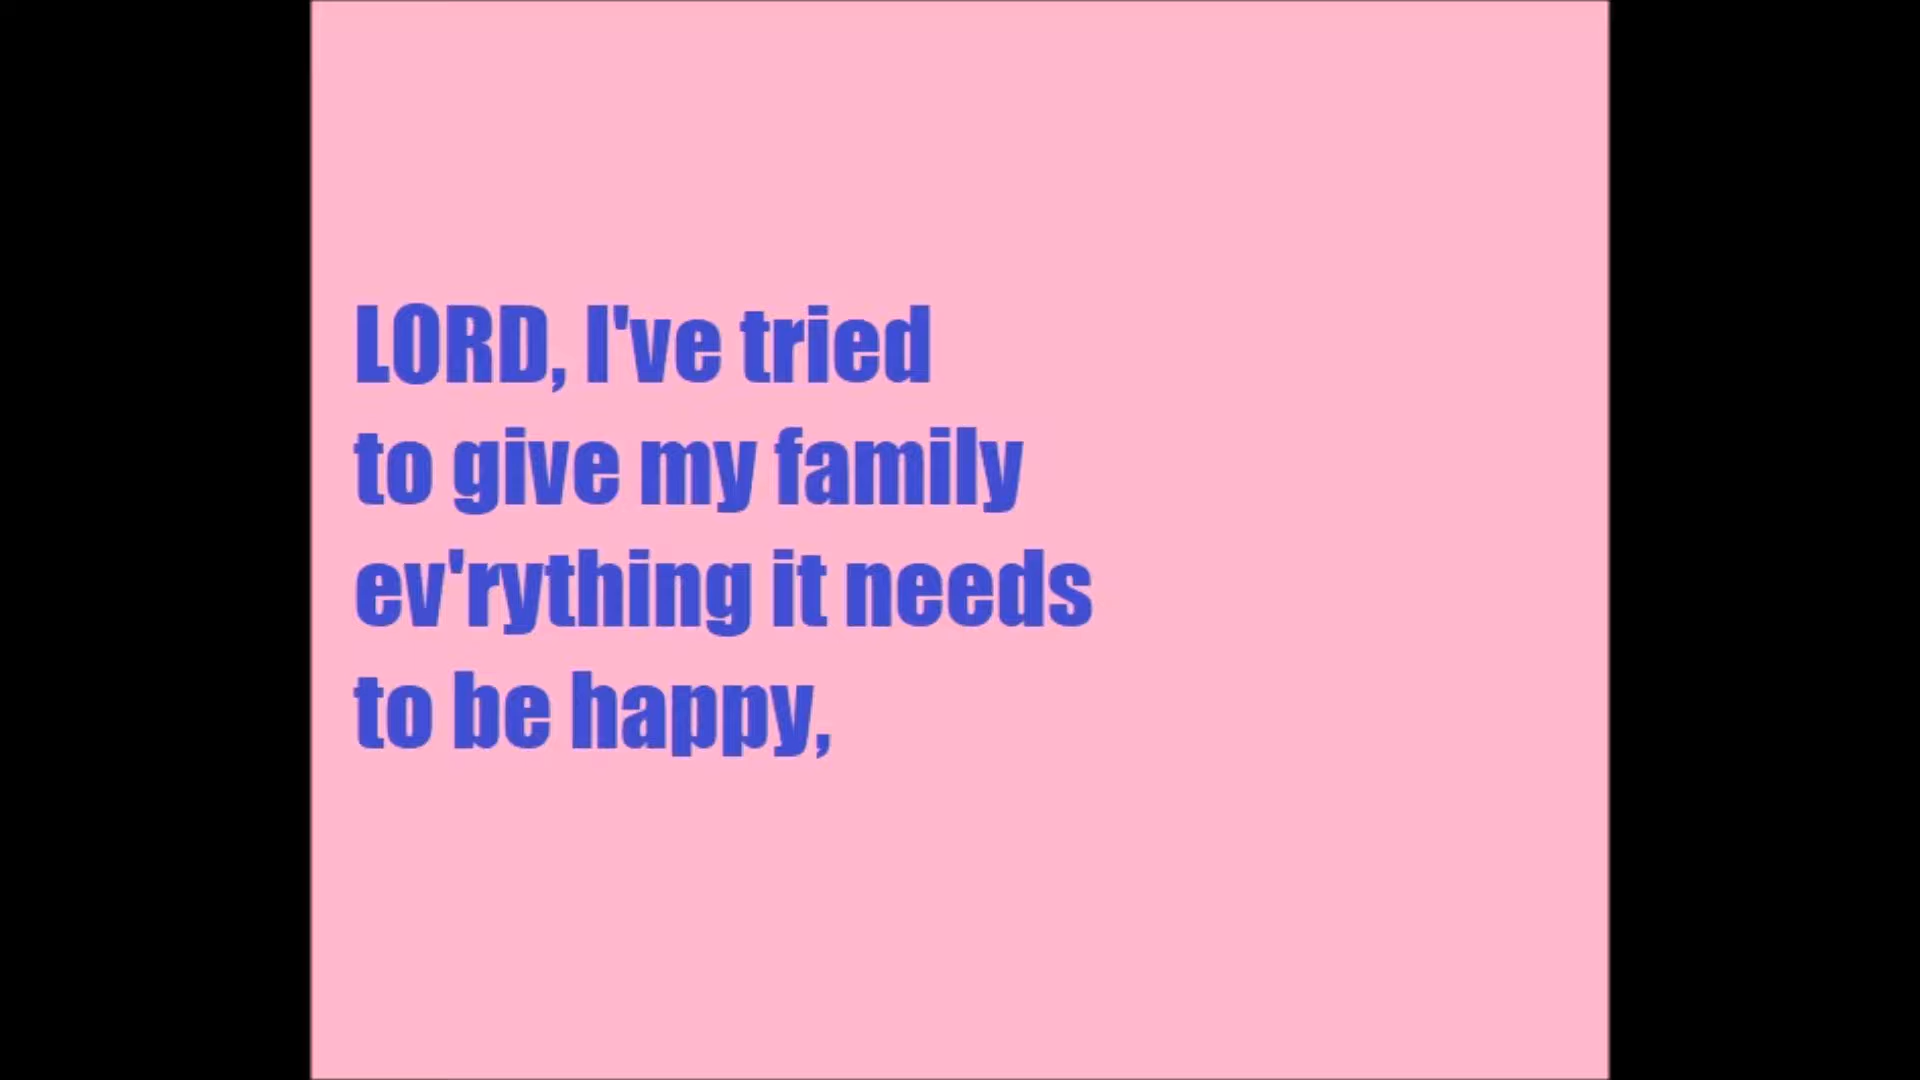 LORD, I've tried
to give my family
ev'rything it needs
to be happy,